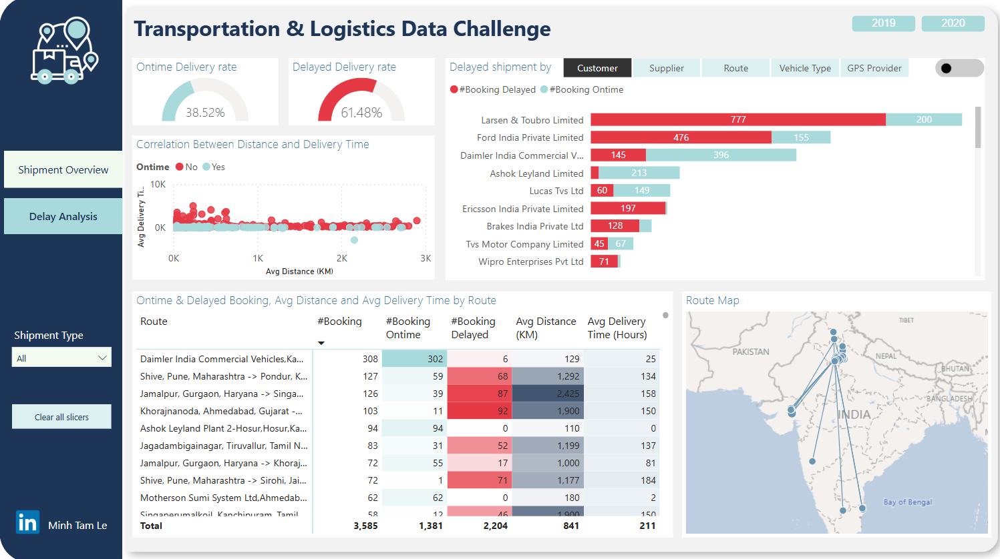 Transportation & Logistics Data Challenge
2019
2020
Ontime Delivery rate
38.52%
Delayed Delivery rate
61.48%
Delayed shipment by
Customer
Supplier
Route
Vehicle Type
GPS Provider
#Booking Delayed
#Booking Ontime
Larsen & Toubro Limited
777
200
Ford India Private Limited
476
155
Daimler India Commercial V...
145
396
Ashok Leyland Limited
213
Lucas Tvs Ltd
60
149
Ericsson India Private Limited
197
Brakes India Private Ltd
128
Tvs Motor Company Limited
45
67
Wipro Enterprises Pvt Ltd
71
Correlation Between Distance and Delivery Time
Ontime
No
Yes
Avg Delivery Ti...
10K
0K
0K
1K
2K
3K
Avg Distance (KM)
Shipment Overview
Delay Analysis
Shipment Type
All
Clear all slicers
in
Minh Tam Le
Ontime & Delayed Booking, Avg Distance and Avg Delivery Time by Route
Route #Booking #Booking Ontime #Booking Delayed Avg Distance (KM) Avg Delivery Time (Hours)
Daimler India Commercial Vehicles,Ka... 308 302 6 129 25
Shive, Pune, Maharashtra -> Pondur, K... 127 59 68 1,292 134
Jamalpur, Gurgaon, Haryana -> Singa... 126 39 87 2,425 158
Khorajnanoda, Ahmedabad, Gujarat -... 103 11 92 1,900 150
Ashok Leyland Plant 2-Hosur,Hosur,Ka... 94 94 0 110 0
Jagadambigainagar, Tiruvallur, Tamil N... 83 31 52 1,199 137
Jamalpur, Gurgaon, Haryana -> Khoraj... 72 55 17 1,000 81
Shive, Pune, Maharashtra -> Sirohi, Jai... 72 1 71 1,177 184
Motherson Sumi System Ltd,Ahmedab... 62 62 0 180 2
Singaperumalkoil, Kanchipuram, Tamil 58 12 46 1,900 150
Total 3,585 1,381 2,204 841 211
Route Map
TIBET
PAKISTAN
NEPAL
BHUTAN
BANGLADESH
INDIA
Bay of Bengal